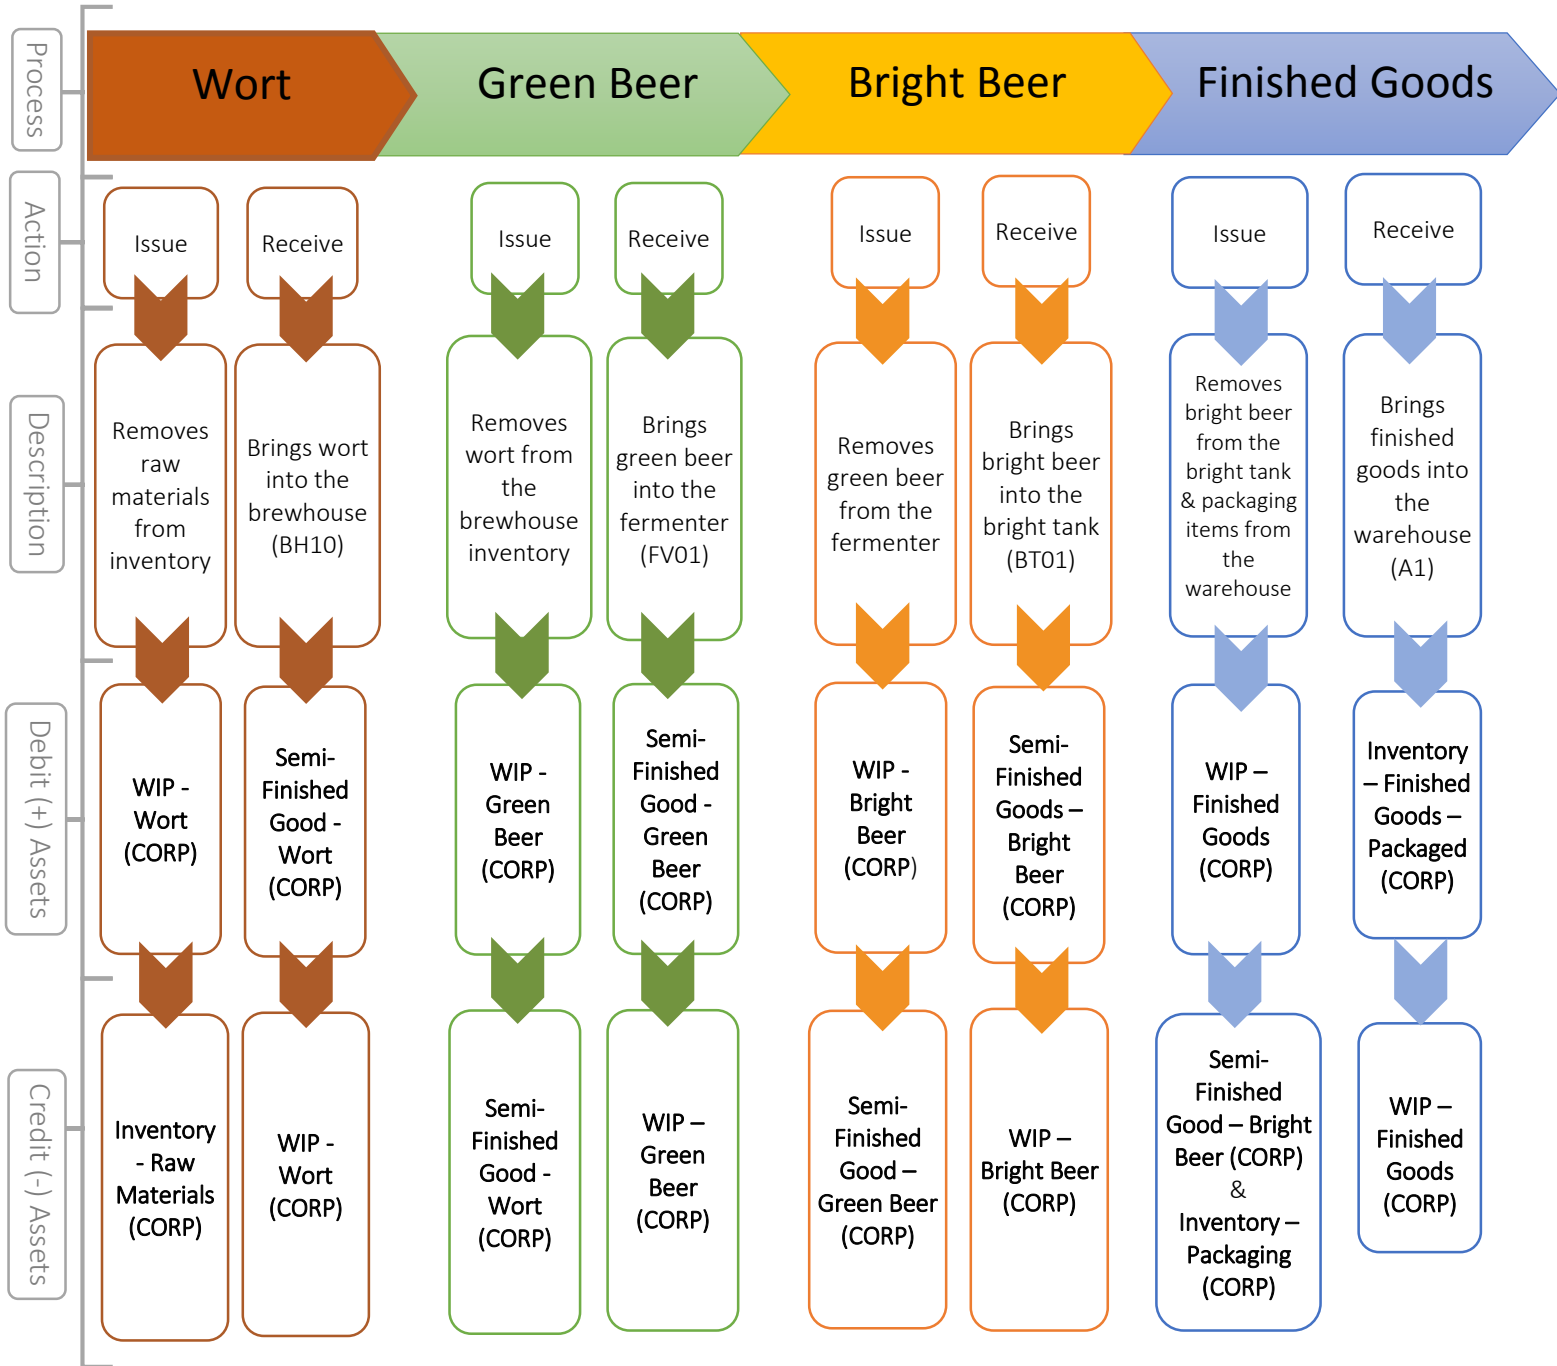 Process
Wort
Green Beer
Bright Beer
Finished Goods
Action
Issue
Receive
Issue
Receive
Issue
Receive
Issue
Receive
Description
Removes
raw
materials
from
inventory
Brings wort
into the
brewhouse
(BH10)
Removes
wort from
the
brewhouse
inventory
Brings
green beer
into the
fermenter
(FV01)
Removes
green beer
from the
fermenter
Brings
bright beer
into the
bright tank
(BT01)
Removes
bright beer
from the
bright tank
& packaging
items from
the
warehouse
Brings
finished
goods into
the
warehouse
(A1)
Debit (+) Assets
WIP -
Wort
(CORP)
Semi-
Finished
Good -
Wort
(CORP)
WIP -
Green
Beer
(CORP)
Semi-
Finished
Good -
Green
Beer
(CORP)
WIP -
Bright
Beer
(CORP)
Semi-
Finished
Goods –
Bright
Beer
(CORP)
WIP –
Finished
Goods
(CORP)
Inventory
– Finished
Goods –
Packaged
(CORP)
Credit (-) Assets
Inventory
- Raw
Materials
(CORP)
WIP -
Wort
(CORP)
Semi-
Finished
Good -
Wort
(CORP)
WIP –
Green
Beer
(CORP)
Semi-
Finished
Good –
Green Beer
(CORP)
WIP –
Bright Beer
(CORP)
Semi-
Finished
Good – Bright
Beer (CORP)
&
Inventory –
Packaging
(CORP)
WIP –
Finished
Goods
(CORP)